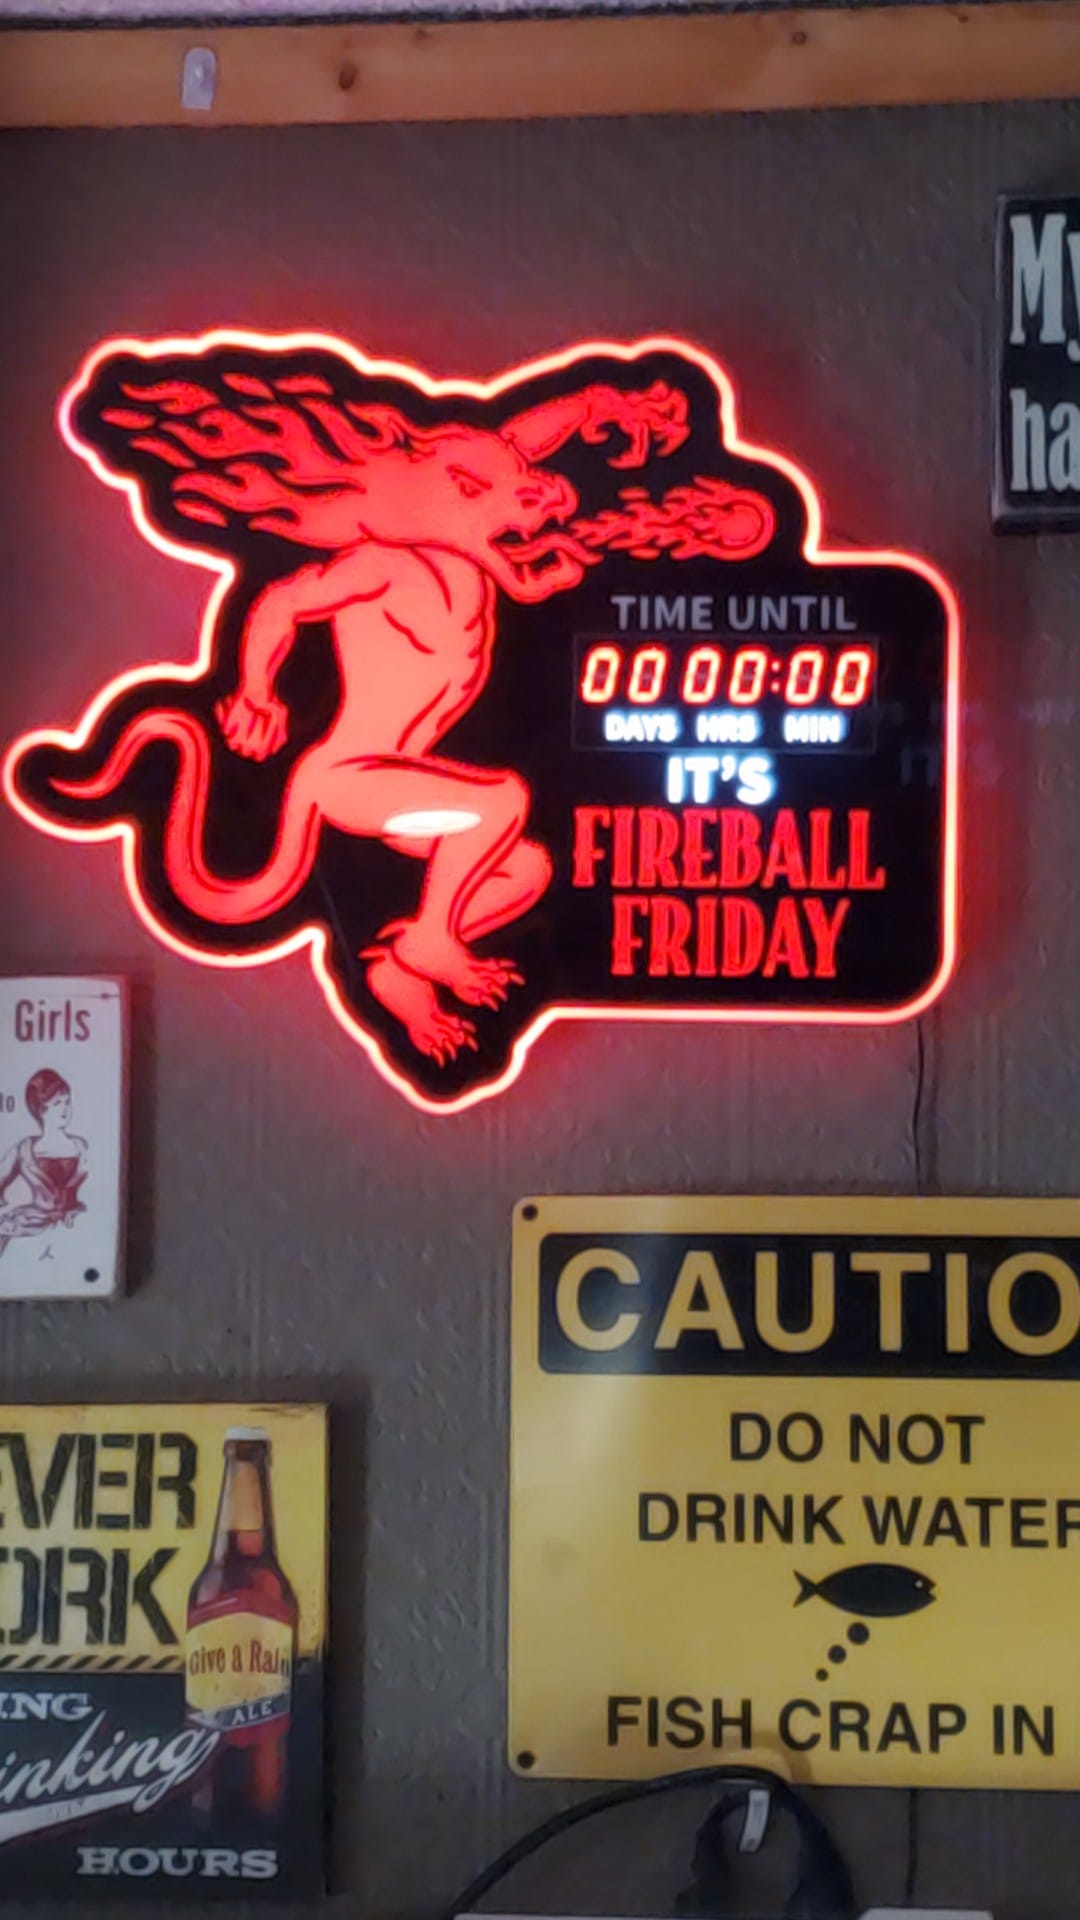 My
ha
TIME UNTIL
00 00:00
DAYS HRS MIN
IT'S
FIREBALL
FRIDAY
Girls
to
CAUTIO
DO NOT
DRINK WATER
FISH CRAP IN
EVER
ORK
Give a Rat
ALE
ING
inking
HOURS